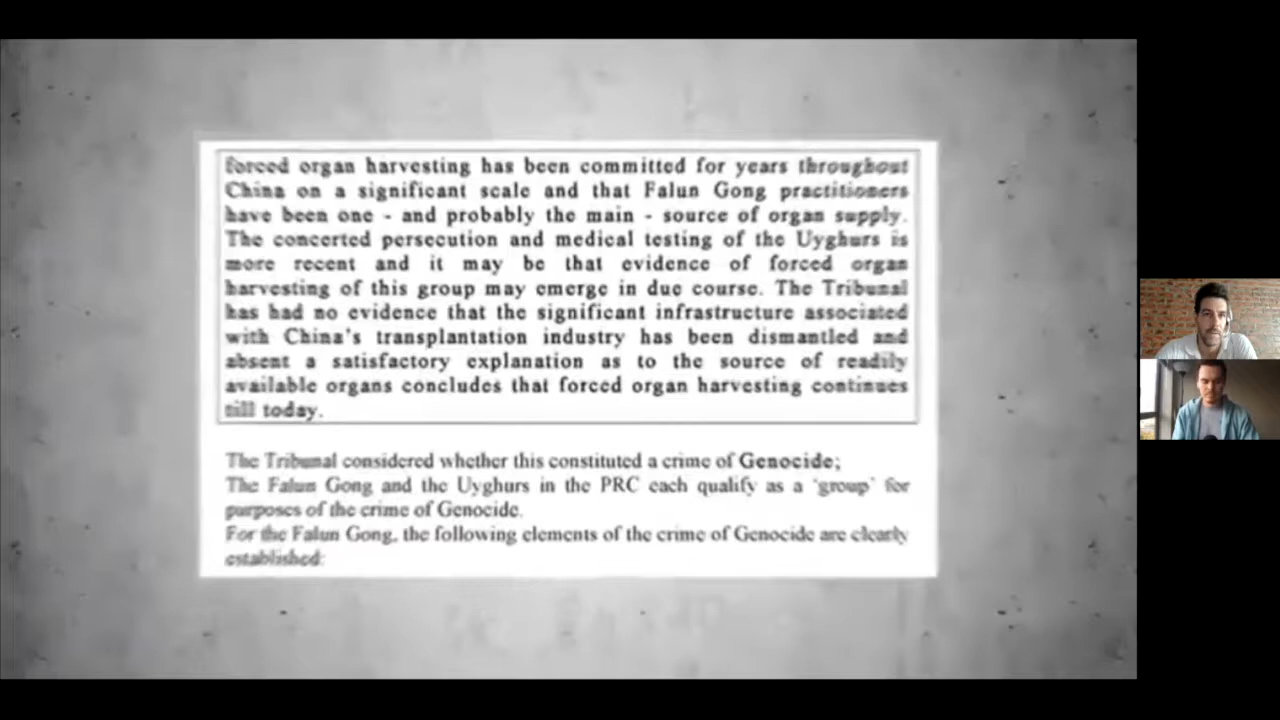 forced organ harvesting has been committed for years throughout
China on a significant scale and that Falun Gong practitioners
have been one - and probably the main - source of organ supply.
The concerted persecution and medical testing of the Uyghurs is
more recent and it may be that evidence of forced organ
harvesting of this group may emerge in due course. The Tribunal
has had no evidence that the significant infrastructure associated
with China's transplantation industry has been dismantled and
absent a satisfactory explanation as to the source of readily
available organs concludes that forced organ harvesting continues
till today.
The Tribunal considered whether this constituted a crime of Genocide;
The Falun Gong and the Uyghurs in the PRC each qualify as a 'group' for
purposes of the crime of Genocide.
For the Falun Gong, the following elements of the crime of Genocide are clearly
established: